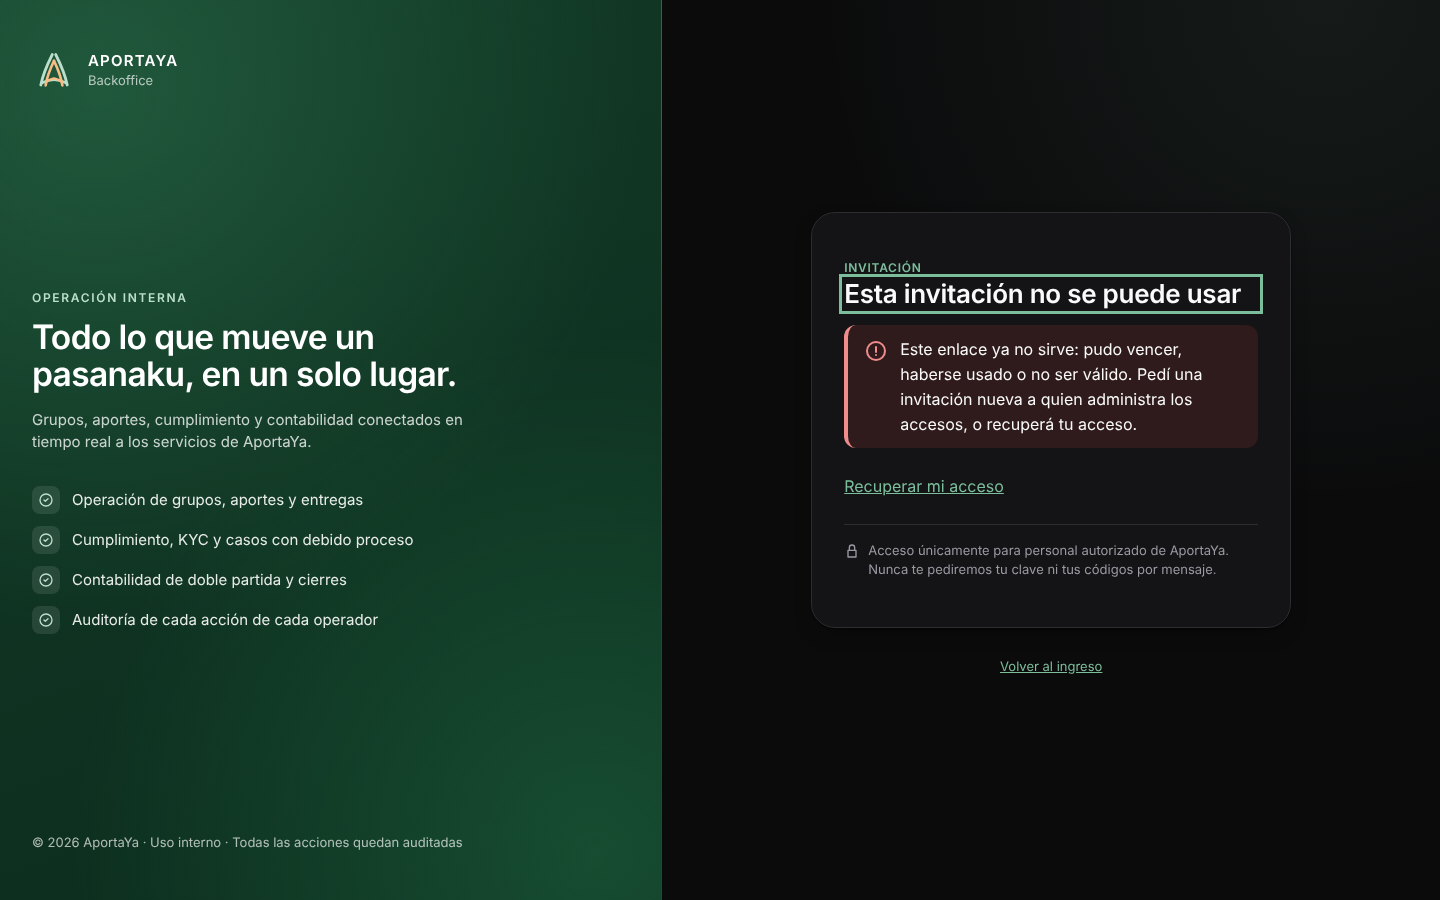 APORTAYA
Backoffice
OPERACIÓN INTERNA
Todo lo que mueve un
pasanaku, en un solo lugar.
Grupos, aportes, cumplimiento y contabilidad conectados en
tiempo real a los servicios de AportaYa.
Operación de grupos, aportes y entregas
Cumplimiento, KYC y casos con debido proceso
Contabilidad de doble partida y cierres
Auditoría de cada acción de cada operador
© 2026 AportaYa · Uso interno · Todas las acciones quedan auditadas
INVITACIÓN
Esta invitación no se puede usar
Este enlace ya no sirve: pudo vencer,
haberse usado o no ser válido. Pedí una
invitación nueva a quien administra los
accesos, o recuperá tu acceso.
Recuperar mi acceso
Acceso únicamente para personal autorizado de AportaYa.
Nunca te pediremos tu clave ni tus códigos por mensaje.
Volver al ingreso